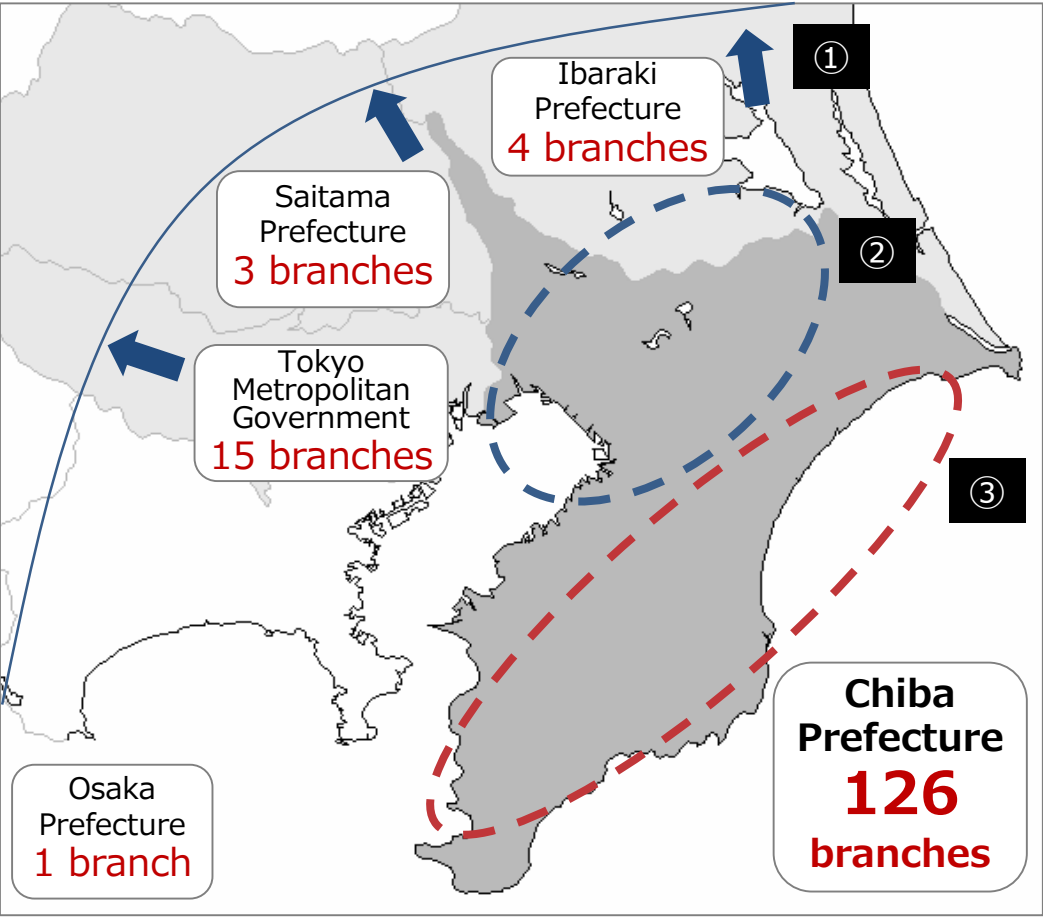 ①
Ibaraki
Prefecture
4 branches
Saitama
Prefecture
3 branches
②
Tokyo
Metropolitan
Government
15 branches
③
Chiba
Prefecture
126
branches
Osaka
Prefecture
1 branch